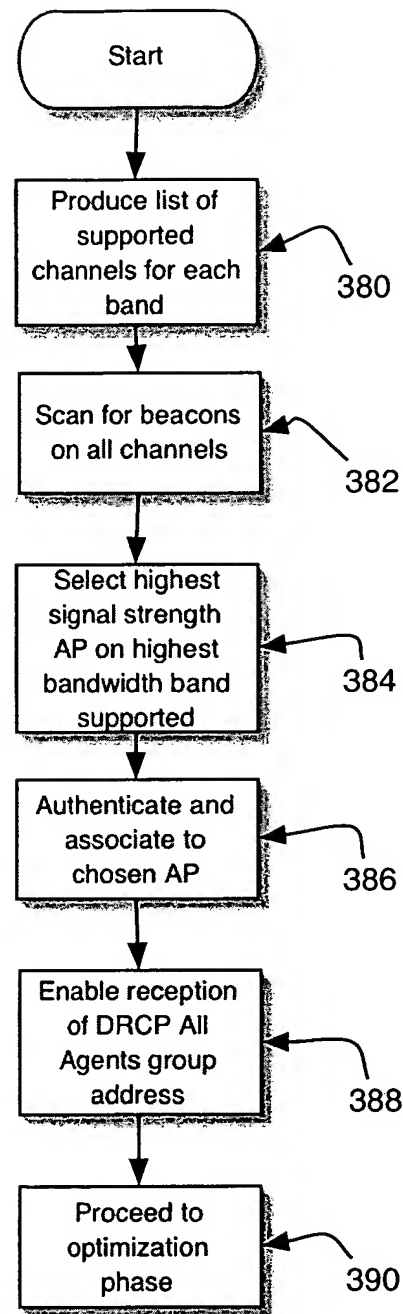 Start
Produce list of
supported
channels for each
band
380
Scan for beacons
on all channels
382
Select highest
signal strength
AP on highest
bandwidth band
supported
384
Authenticate and
associate to
chosen AP
386
Enable reception
of DRCP All
Agents group
address
388
Proceed to
optimization
phase
390